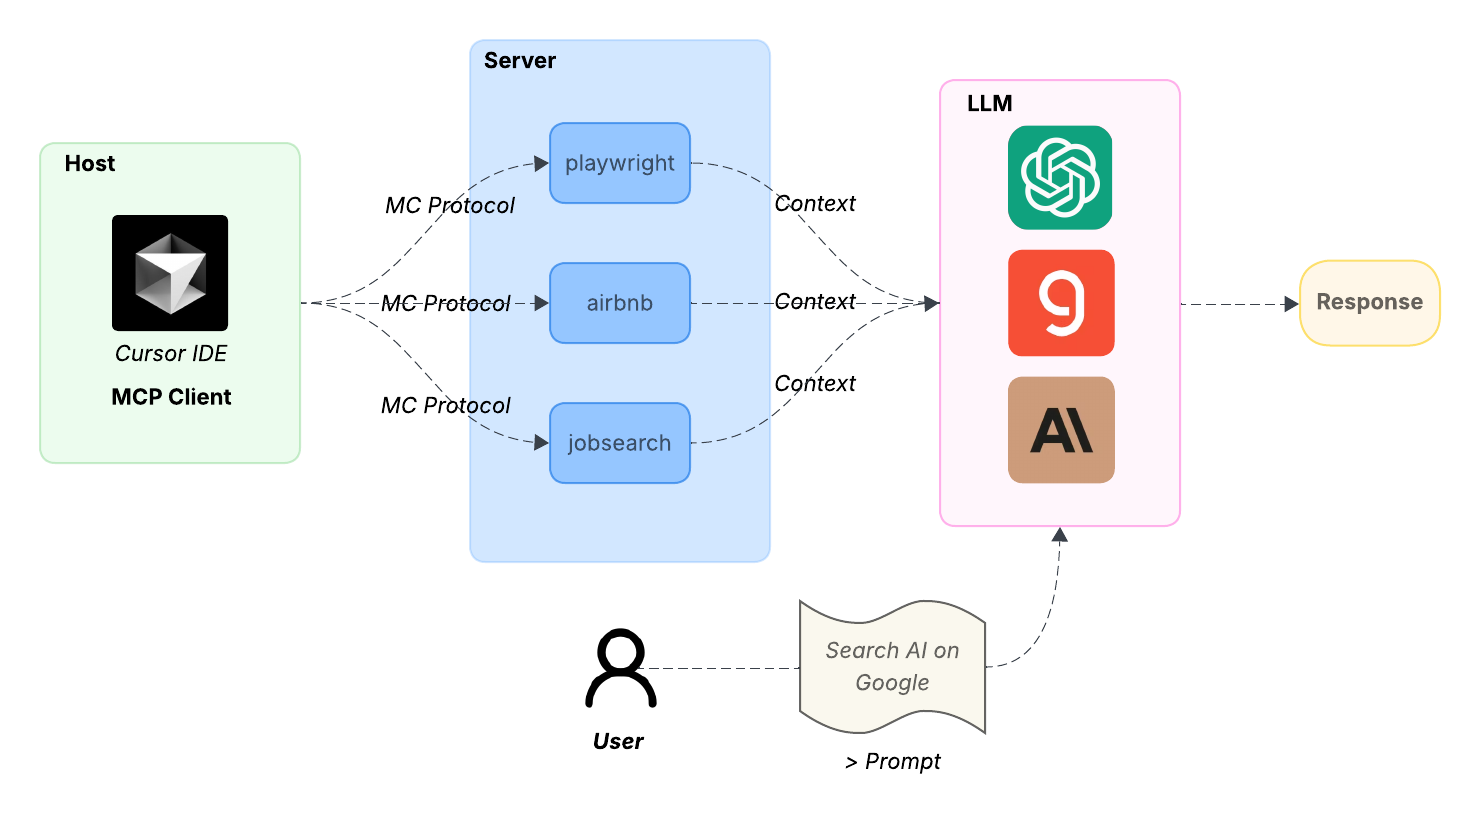 Server
LLM
Host
playwright
MC Protocol
Context
airbnb
MC Protocol
Context
Response
Cursor IDE
MCP Client
Context
MC Protocol
jobsearch
Search AI on
Google
User
> Prompt